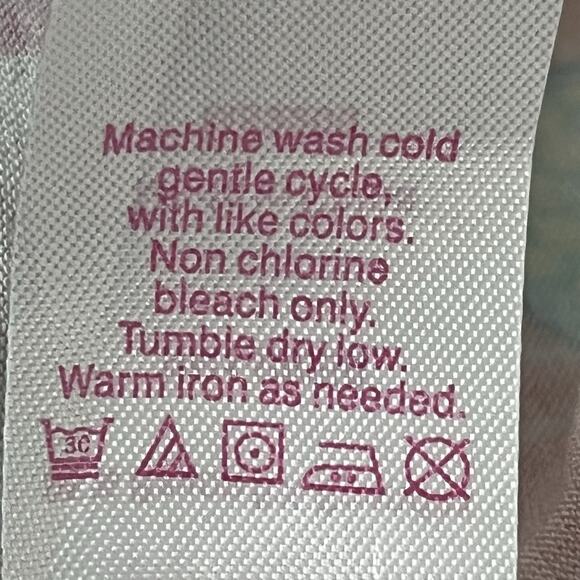 Machine wash cold
gentle cycle,
with like colors.
Non chlorine
bleach only.
Tumble dry low.
Warm iron as needed.
30